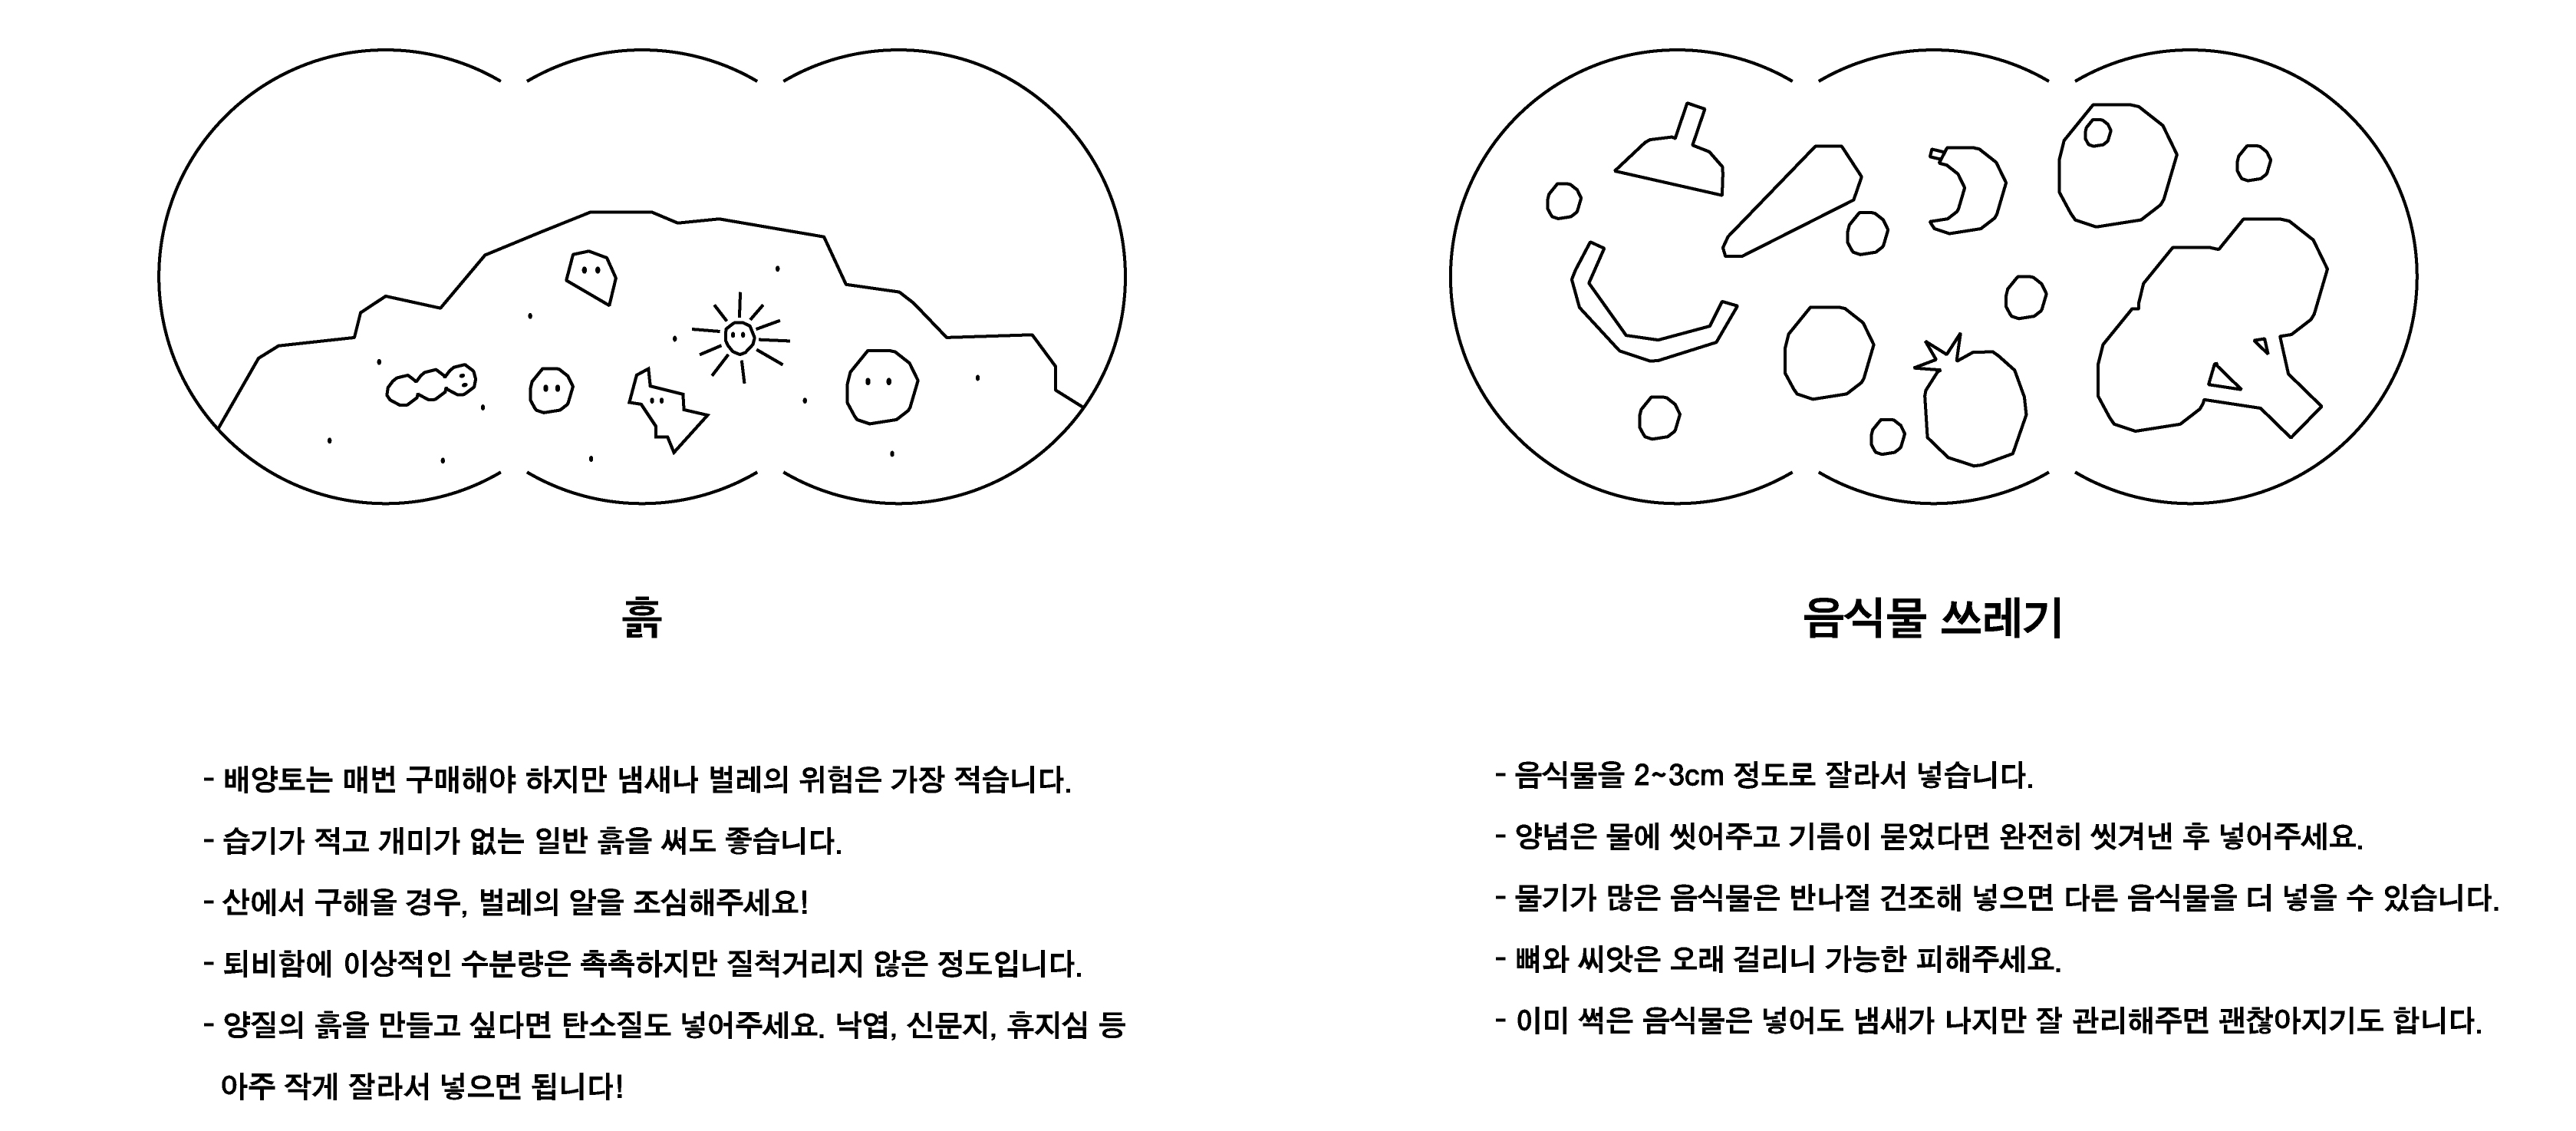 흙
- 배양토는 매번 구매해야 하지만 냄새나 벌레의 위험은 가장 적습니다.
- 습기가 적고 개미가 없는 일반 흙을 써도 좋습니다.
- 산에서 구해올 경우, 벌레의 알을 조심해주세요!
- 퇴비함에 이상적인 수분량은 촉촉하지만 질척거리지 않은 정도입니다.
- 양질의 흙을 만들고 싶다면 탄소질도 넣어주세요. 낙엽, 신문지, 휴지심 등
아주 작게 잘라서 넣으면 됩니다!
음식물 쓰레기
- 음식물을 2~3cm 정도로 잘라서 넣습니다.
- 양념은 물에 씻어주고 기름이 묻었다면 완전히 씻겨낸 후 넣어주세요.
- 물기가 많은 음식물은 반나절 건조해 넣으면 다른 음식물을 더 넣을 수 있습니다.
- 뼈와 씨앗은 오래 걸리니 가능한 피해주세요.
- 이미 썩은 음식물은 넣어도 냄새가 나지만 잘 관리해주면 괜찮아지기도 합니다.